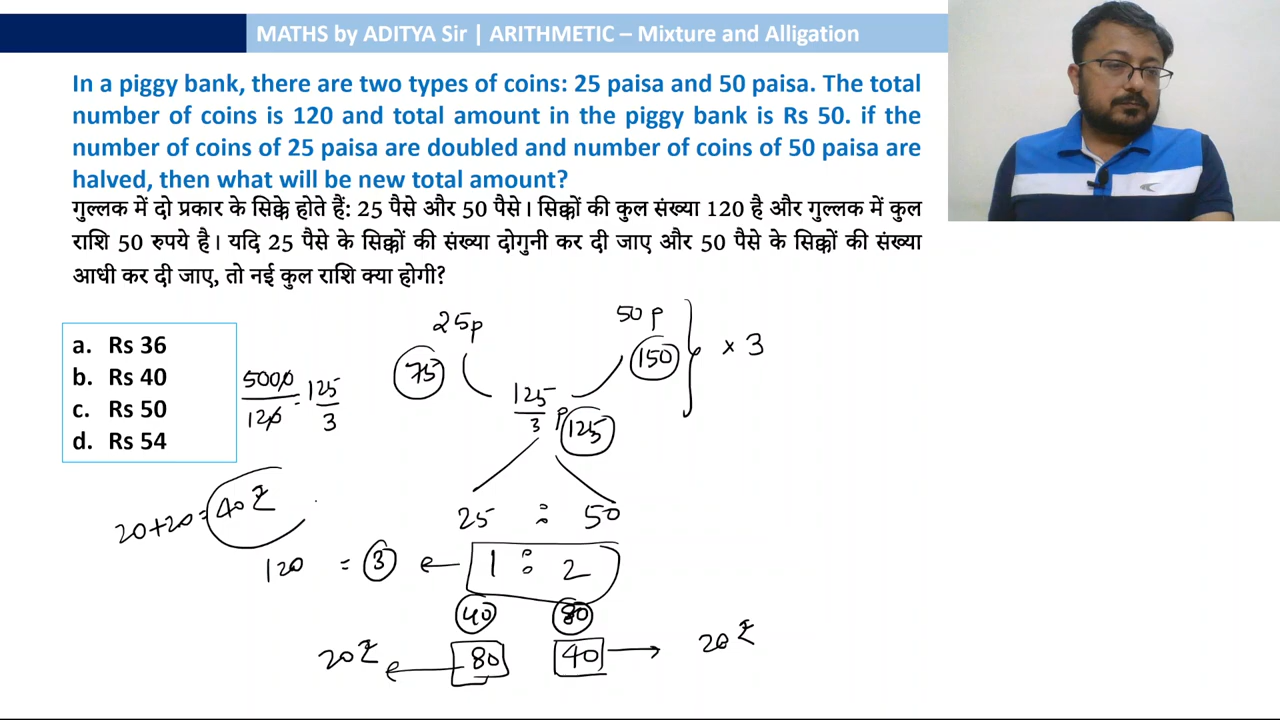 MATHS by ADITYA Sir | ARITHMETIC – Mixture and Alligation
In a piggy bank, there are two types of coins: 25 paisa and 50 paisa. The total
number of coins is 120 and total amount in the piggy bank is Rs 50. if the
number of coins of 25 paisa are doubled and number of coins of 50 paisa are
halved, then what will be new total amount?
गुल्लक में दो प्रकार के सिक्के होते हैं: 25 पैसे और 50 पैसे। सिक्कों की कुल संख्या 120 है और गुल्लक में कुल
राशि 50 रुपये है। यदि 25 पैसे के सिक्कों की संख्या दोगुनी कर दी जाए और 50 पैसे के सिक्कों की संख्या
आधी कर दी जाए, तो नई कुल राशि क्या होगी?
a. Rs 36
b. Rs 40
c. Rs 50
d. Rs 54
25p 50p
75 150 × 3
5000/120 = 125/3
125/3 p 125
25 : 50
20+20 = 40₹
120 = 3 ← 1 : 2
40 80
20₹ ← 80 40 → 20₹